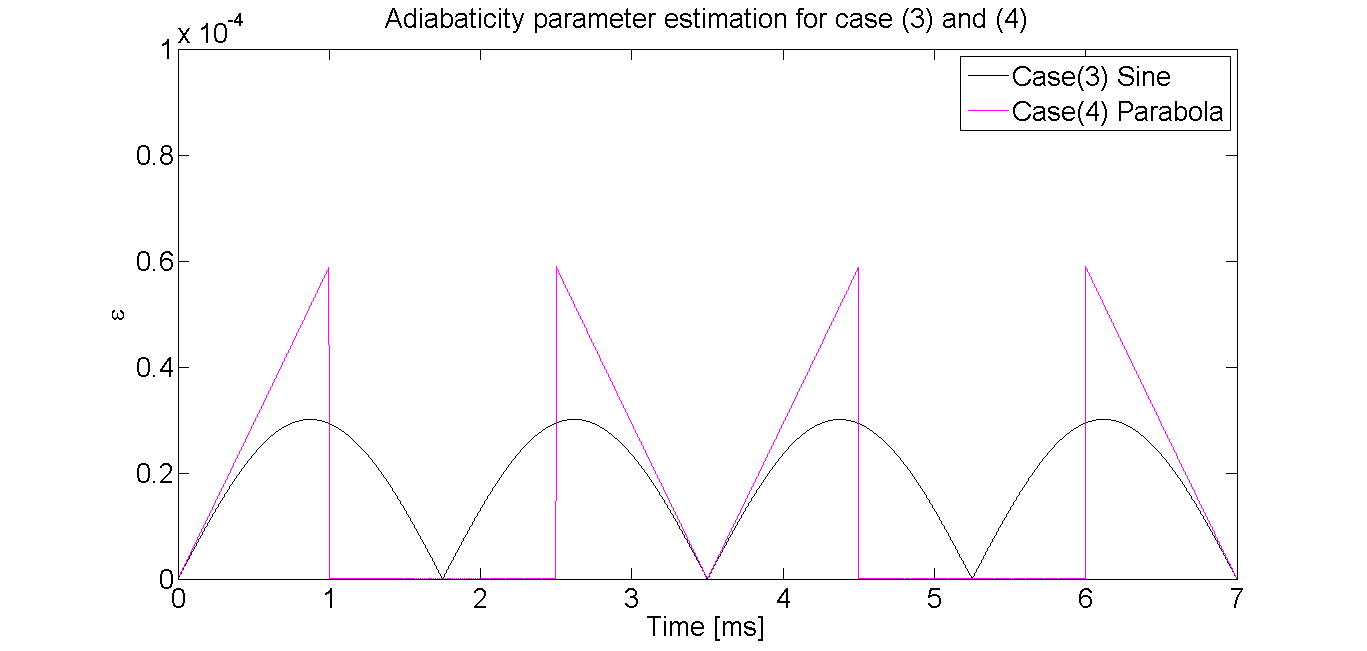 Adiabaticity parameter estimation for case (3) and (4)
x 10^-4
1
0.8
0.6
0.4
0.2
0
ε
Case(3) Sine
Case(4) Parabola
0 1 2 3 4 5 6 7
Time [ms]